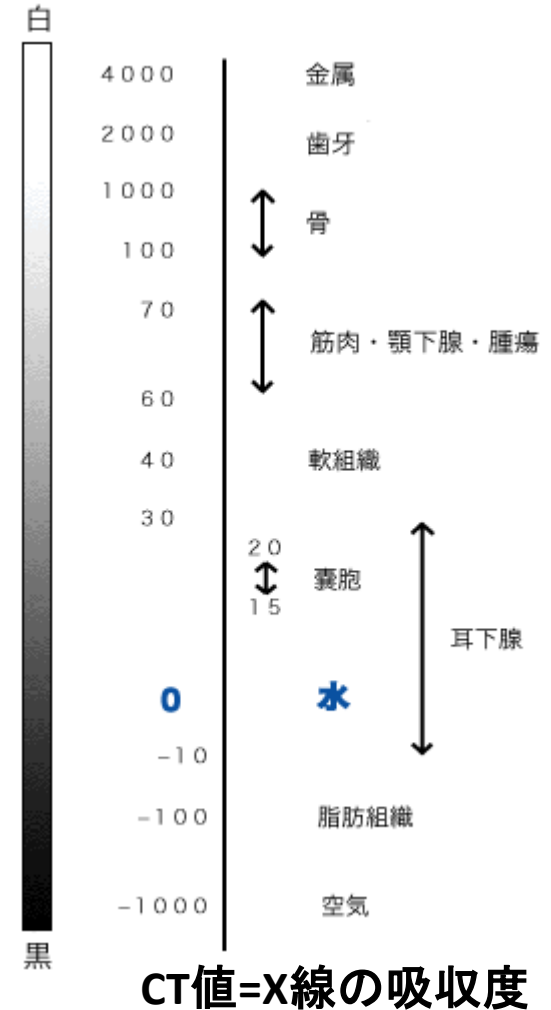 白
4000 金属
2000 歯牙
1000
骨
100
70
筋肉・顎下腺・腫瘍
60
40 軟組織
30
20
嚢胞
15
耳下腺
0 水
−10
−100 脂肪組織
−1000 空気
黒
CT値=X線の吸収度